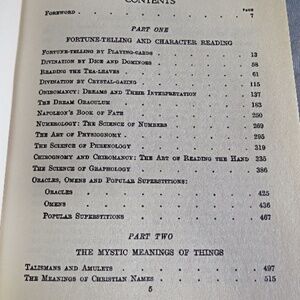 CONTENTS
PAGE
FOREWORD . . . . . . . . 7
PART ONE
FORTUNE-TELLING AND CHARACTER READING
FORTUNE-TELLING BY PLAYING-CARDS . . . . . 13
DIVINATION BY DICE AND DOMINOES . . . . . 58
READING THE TEA-LEAVES . . . . . . 61
DIVINATION BY CRYSTAL-GAZING . . . . . 115
ONIROMANCY: DREAMS AND THEIR INTERPRETATION . . . 137
THE DREAM ORACULUM . . . . . . 183
NAPOLEON'S BOOK OF FATE . . . . . . 250
NUMEROLOGY: THE SCIENCE OF NUMBERS . . . . 269
THE ART OF PHYSIOGNOMY . . . . . . 295
THE SCIENCE OF PHRENOLOGY . . . . . . 319
CHIROGNOMY AND CHIROMANCY: THE ART OF READING THE HAND 335
THE SCIENCE OF GRAPHOLOGY . . . . . . 386
ORACLES, OMENS AND POPULAR SUPERSTITIONS:
ORACLES . . . . . . . 425
OMENS . . . . . . . 436
POPULAR SUPERSTITIONS . . . . . . 467
PART TWO
THE MYSTIC MEANINGS OF THINGS
TALISMANS AND AMULETS . . . . . . 497
THE MEANINGS OF CHRISTIAN NAMES . . . . . 515
5